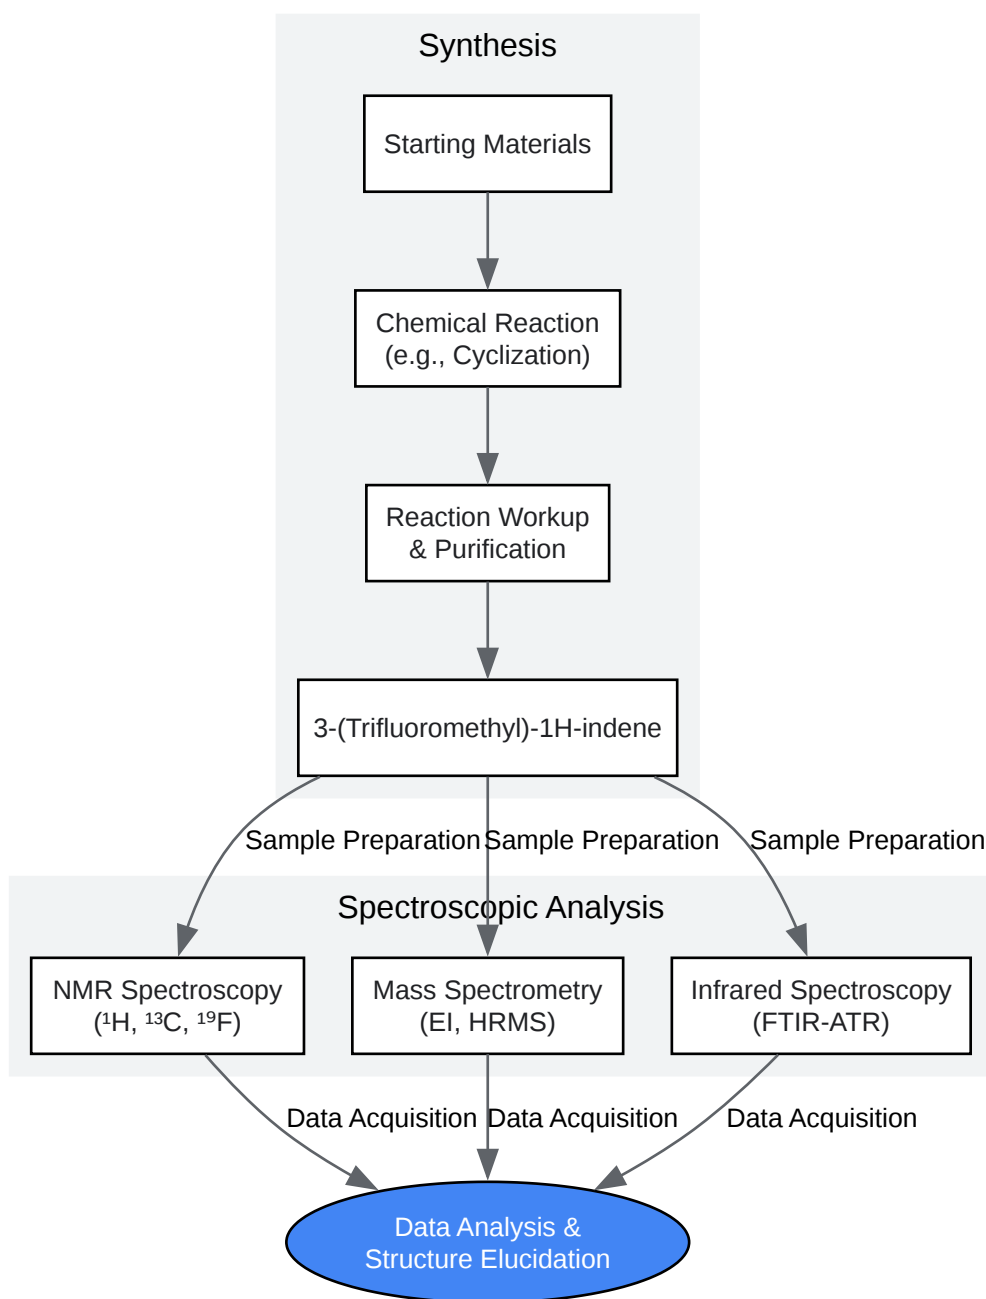 Synthesis
Starting Materials
Chemical Reaction
(e.g., Cyclization)
Reaction Workup
& Purification
3-(Trifluoromethyl)-1H-indene
Sample Preparation
Sample Preparation
Sample Preparation
Spectroscopic Analysis
NMR Spectroscopy
(¹H, ¹³C, ¹⁹F)
Mass Spectrometry
(EI, HRMS)
Infrared Spectroscopy
(FTIR-ATR)
Data Acquisition
Data Acquisition
Data Acquisition
Data Analysis &
Structure Elucidation